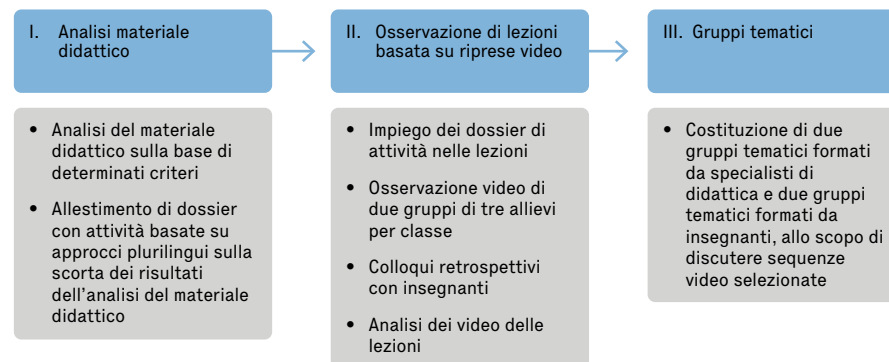 I. Analisi materiale
didattico
• Analisi del materiale
didattico sulla base di
determinati criteri
• Allestimento di dossier
con attività basate su
approcci plurilingui sulla
scorta dei risultati
dell'analisi del materiale
didattico
II. Osservazione di lezioni
basata su riprese video
• Impiego dei dossier di
attività nelle lezioni
• Osservazione video di
due gruppi di tre allievi
per classe
• Colloqui retrospettivi
con insegnanti
• Analisi dei video delle
lezioni
III. Gruppi tematici
• Costituzione di due
gruppi tematici formati
da specialisti di
didattica e due gruppi
tematici formati da
insegnanti, allo scopo di
discutere sequenze
video selezionate